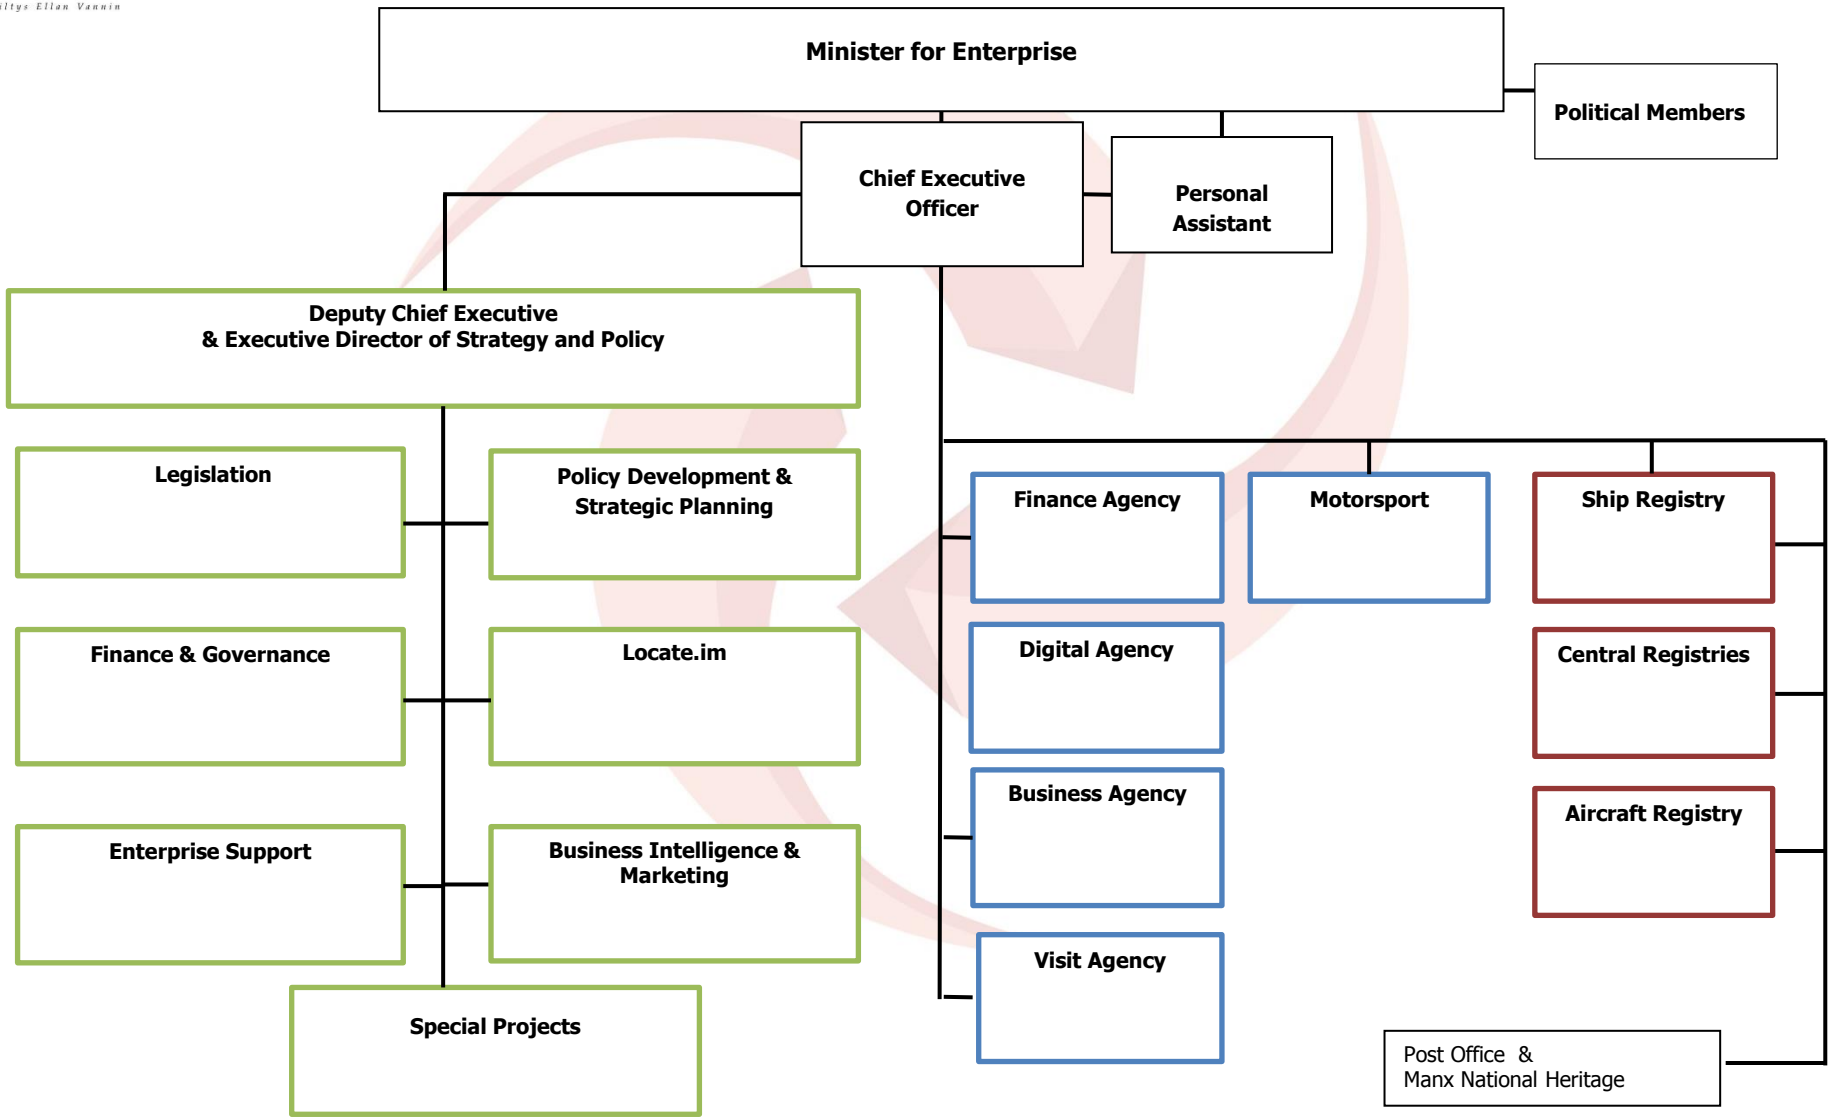 Ellan Vannin
Minister for Enterprise
Political Members
Chief Executive
Officer
Personal
Assistant
Deputy Chief Executive
& Executive Director of Strategy and Policy
Legislation
Policy Development &
Strategic Planning
Finance Agency
Motorsport
Ship Registry
Finance & Governance
Locate.im
Digital Agency
Central Registries
Business Agency
Aircraft Registry
Enterprise Support
Business Intelligence &
Marketing
Visit Agency
Special Projects
Post Office &
Manx National Heritage